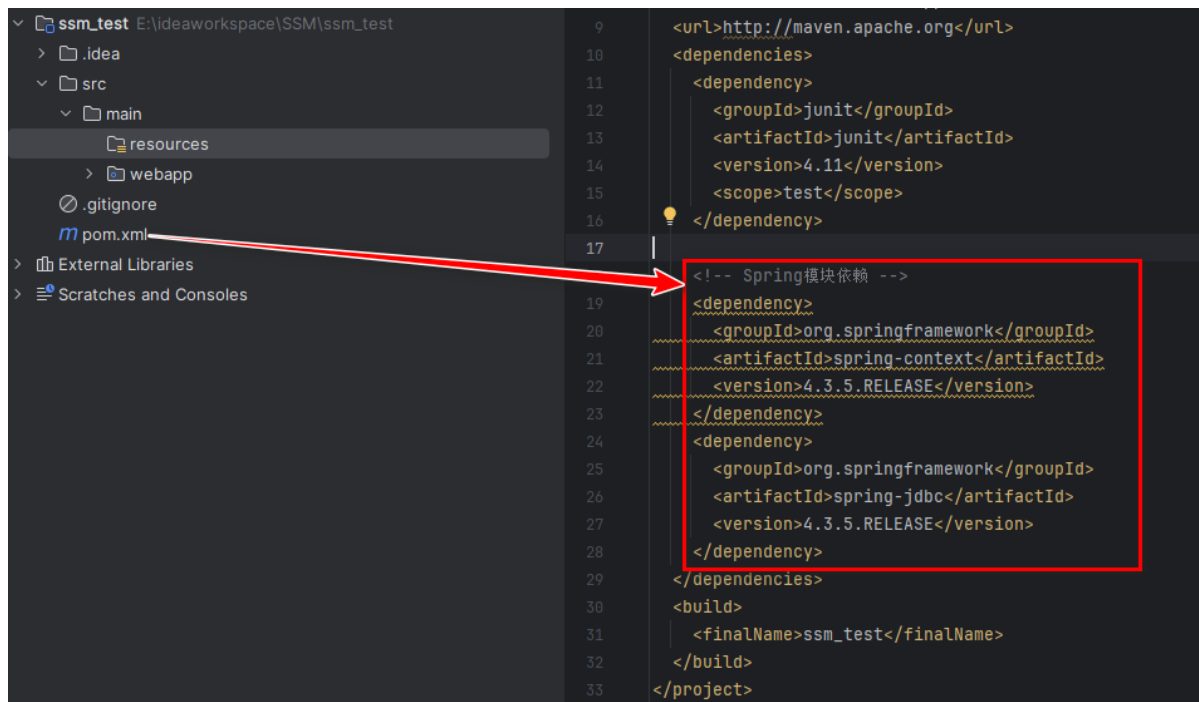 ssm_test E:\ideaworkspace\SSM\ssm_test
.idea
src
main
resources
webapp
.gitignore
pom.xml
External Libraries
Scratches and Consoles
9 <url>http://maven.apache.org</url>
10 <dependencies>
11 <dependency>
12 <groupId>junit</groupId>
13 <artifactId>junit</artifactId>
14 <version>4.11</version>
15 <scope>test</scope>
16 </dependency>
17
<!-- Spring模块依赖 -->
19 <dependency>
20 <groupId>org.springframework</groupId>
21 <artifactId>spring-context</artifactId>
22 <version>4.3.5.RELEASE</version>
23 </dependency>
24 <dependency>
25 <groupId>org.springframework</groupId>
26 <artifactId>spring-jdbc</artifactId>
27 <version>4.3.5.RELEASE</version>
28 </dependency>
29 </dependencies>
30 <build>
31 <finalName>ssm_test</finalName>
32 </build>
33 </project>